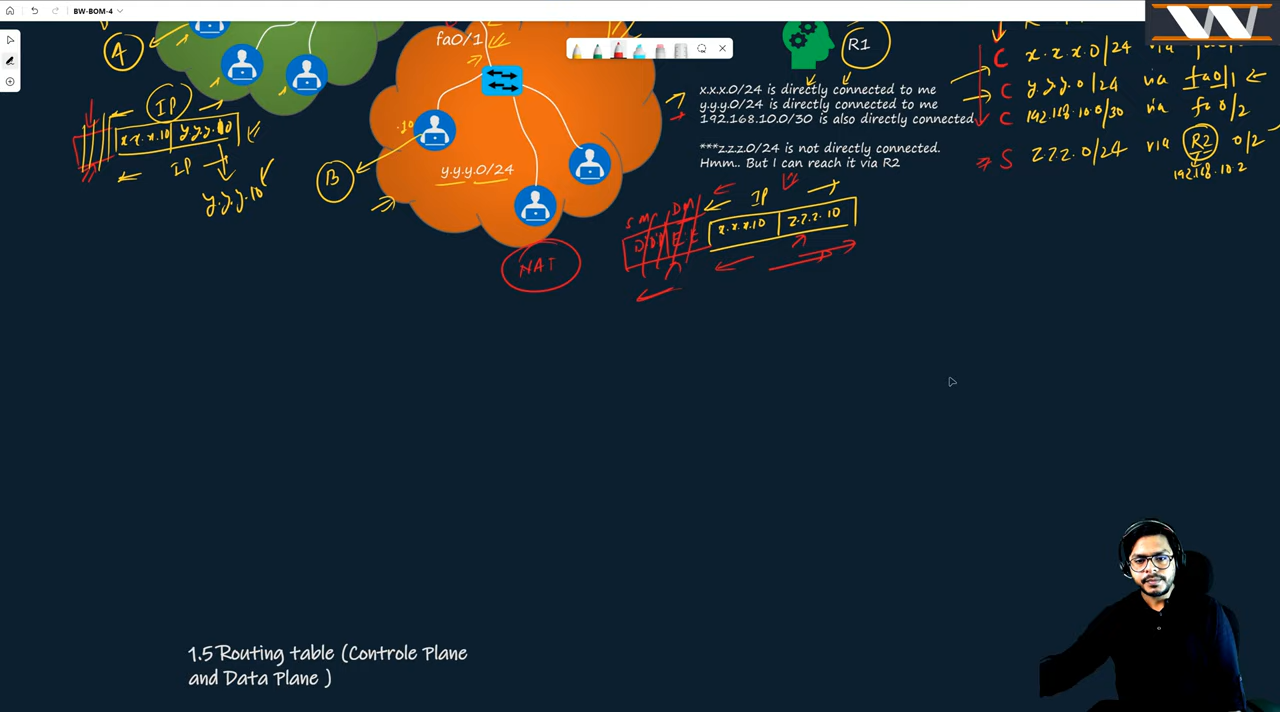 BW-BOM-4
A
fa0/1
IP
x.x.x.10 y.y.y.10
IP
y.y.y.10
.10
B
y.y.y.0/24
R1
x.x.x.0/24 is directly connected to me
y.y.y.0/24 is directly connected to me
192.168.10.0/30 is also directly connected
***z.z.z.0/24 is not directly connected.
Hmm.. But I can reach it via R2
C x.x.x.0/24 via
C y.y.y.0/24 via fa0/1
C 192.168.10.0/30 via fa 0/2
S z.z.z.0/24 via R2 0/2
192.168.10.2
IP
x.x.x.10 z.z.z.10
NAT
1.5 Routing table (Controle Plane
and Data Plane )